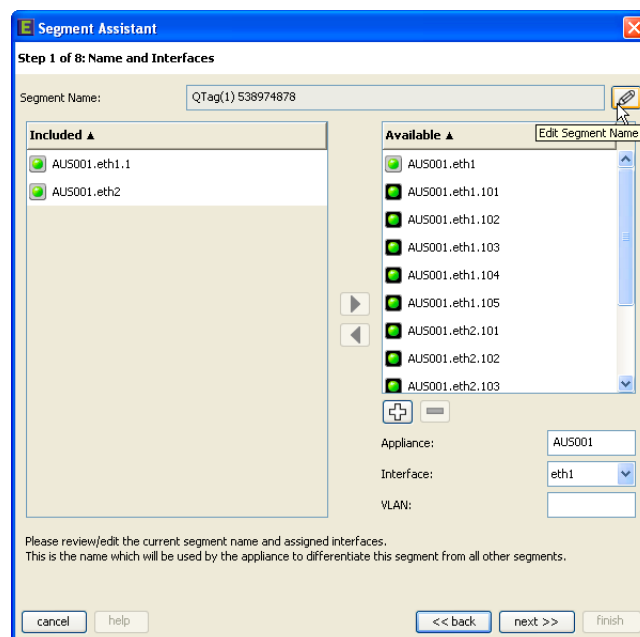 Segment Assistant
Step 1 of 8: Name and Interfaces
Segment Name: QTag(1) 538974878
Edit Segment Name
Included ▲
AUS001.eth1.1
AUS001.eth2
Available ▲
AUS001.eth1
AUS001.eth1.101
AUS001.eth1.102
AUS001.eth1.103
AUS001.eth1.104
AUS001.eth1.105
AUS001.eth2.101
AUS001.eth2.102
AUS001.eth2.103
Appliance: AUS001
Interface: eth1
VLAN:
Please review/edit the current segment name and assigned interfaces.
This is the name which will be used by the appliance to differentiate this segment from all other segments.
cancel help << back next >> finish